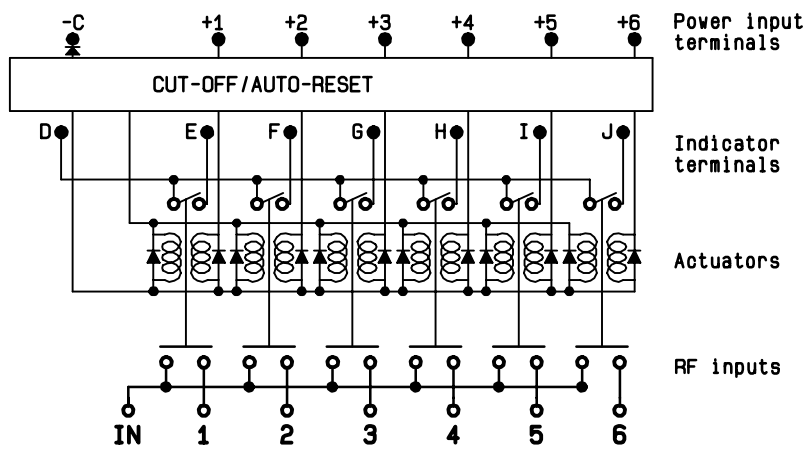 -C +1 +2 +3 +4 +5 +6 Power input
terminals
CUT-OFF/AUTO-RESET
D E F G H I J Indicator
terminals
Actuators
RF inputs
IN 1 2 3 4 5 6